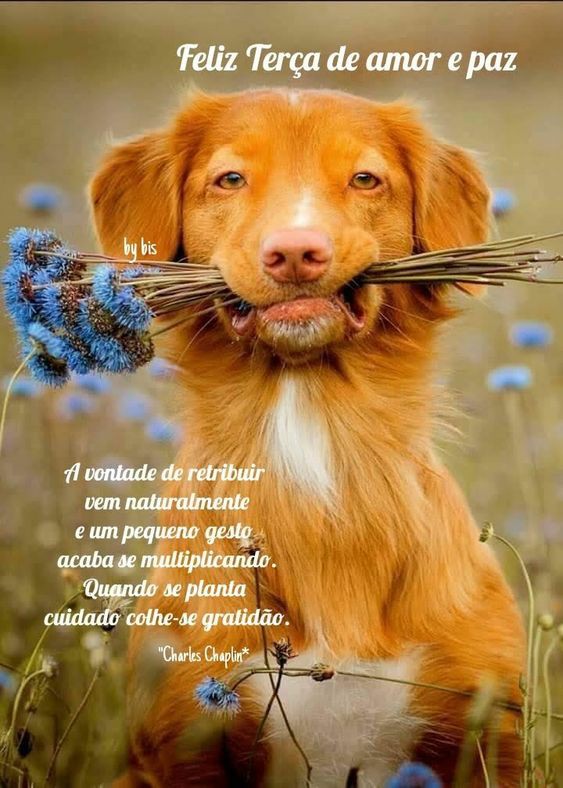 Feliz Terça de amor e paz
by bis
A vontade de retribuir
vem naturalmente
e um pequeno gesto
acaba se multiplicando.
Quando se planta
cuidado colhe-se gratidão.
"Charles Chaplin*